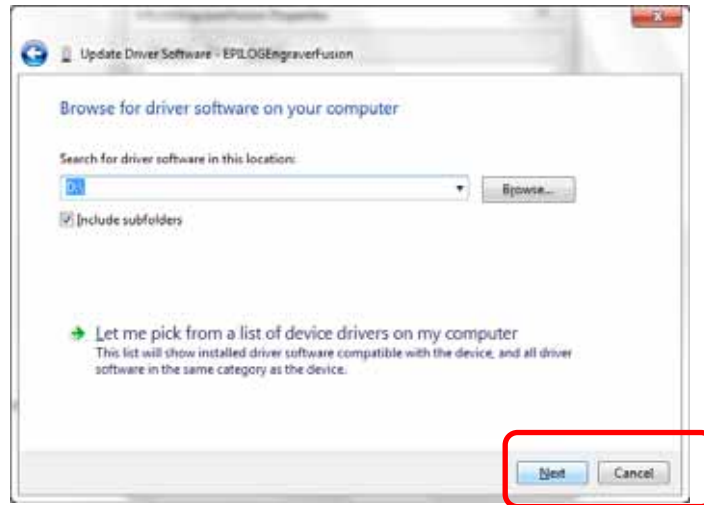 Update Driver Software - EPILOGEngraverFusion
Browse for driver software on your computer
Search for driver software in this location:
D:\
Browse...
Include subfolders
Let me pick from a list of device drivers on my computer
This list will show installed driver software compatible with the device, and all driver
software in the same category as the device.
Next
Cancel